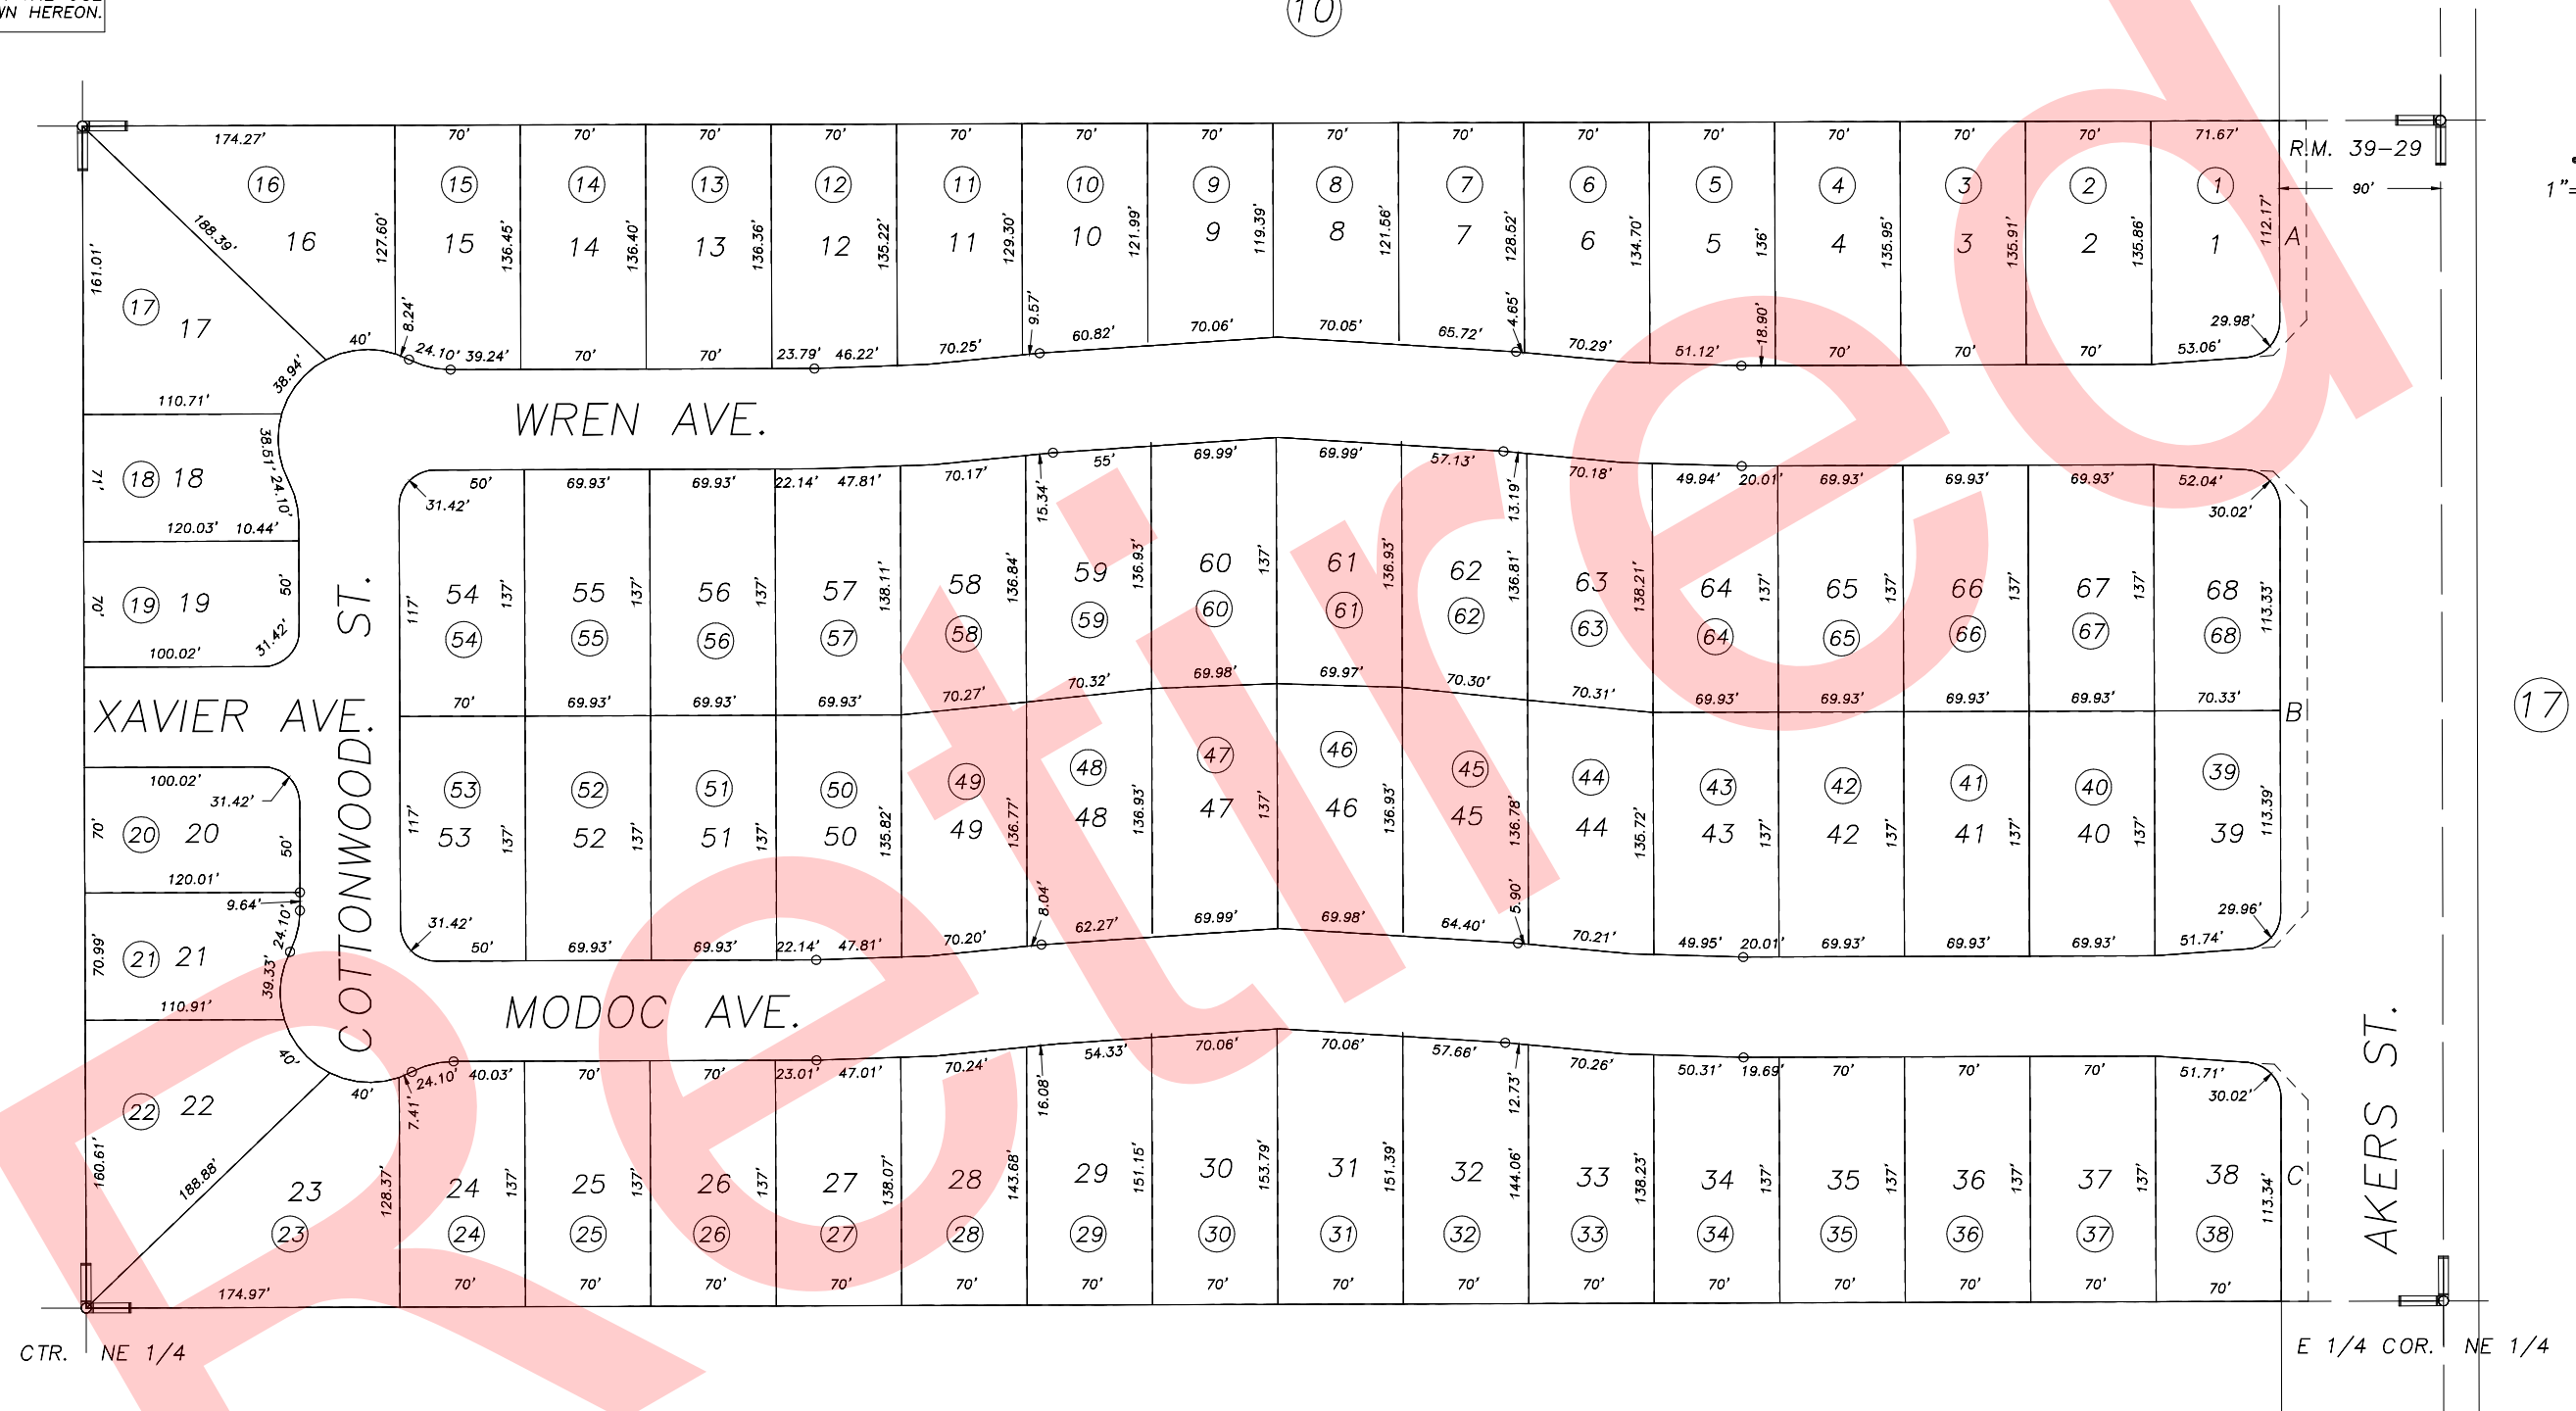 WN HEREON.
10
174.27' 70' 70' 70' 70' 70' 70' 70' 70' 70' 70' 70' 70' 70' 70' 71.67'
R.M. 39-29
16 15 14 13 12 11 10 9 8 7 6 5 4 3 2 1
90'
1"=
16 15 14 13 12 11 10 9 8 7 6 5 4 3 2 1 A
188.39' 127.60' 136.45' 136.40' 136.36' 135.22' 129.30' 121.99' 119.39' 121.56' 128.52' 134.70' 136' 135.95' 135.91' 135.86' 112.17'
161.01'
17 17
40' 8.24' 24.10' 39.24' 70' 70' 23.79' 46.22' 70.25' 9.57' 60.82' 70.06' 70.05' 65.72' 4.65' 70.29' 51.12' 18.90' 70' 70' 70' 53.06' 29.98'
38.94'
110.71'
WREN AVE.
38.51' 24.10'
71' 18 18
120.03' 10.44'
31.42' 50' 69.93' 69.93' 22.14' 47.81' 70.17' 15.34' 55' 69.99' 69.99' 57.13' 13.19' 70.18' 49.94' 20.01' 69.93' 69.93' 69.93' 52.04' 30.02'
70' 19 19 50' 31.42'
100.02'
54 55 56 57 58 59 60 61 62 63 64 65 66 67 68
117' 137' 137' 137' 138.11' 136.84' 136.93' 137' 136.93' 136.81' 138.21' 137' 137' 137' 137' 113.33'
54 55 56 57 58 59 60 61 62 63 64 65 66 67 68
70' 69.93' 69.93' 69.93' 70.27' 70.32' 69.98' 69.97' 70.30' 70.31' 69.93' 69.93' 69.93' 69.93' 70.33'
XAVIER AVE.
COTTONWOOD ST.
B
17
100.02'
31.42'
70' 20 20 50'
120.01'
53 52 51 50 49 48 47 46 45 44 43 42 41 40 39
117' 137' 137' 137' 135.82' 136.77' 136.93' 137' 136.93' 136.78' 135.72' 137' 137' 137' 137' 113.39'
53 52 51 50 49 48 47 46 45 44 43 42 41 40 39
9.64'
24.10'
70.99' 21 21 39.33'
110.91'
31.42' 50' 69.93' 69.93' 22.14' 47.81' 70.20' 8.04' 62.27' 69.99' 69.98' 64.40' 5.90' 70.21' 49.95' 20.01' 69.93' 69.93' 69.93' 51.74' 29.96'
MODOC AVE.
AKERS ST.
40' 40' 7.41' 24.10' 40.03' 70' 70' 23.01' 47.01' 70.24' 16.08' 54.33' 70.06' 70.06' 57.66' 12.73' 70.26' 50.31' 19.69' 70' 70' 70' 51.71' 30.02'
22 22
160.61' 188.88' 128.37' 137' 137' 137' 138.07' 143.68' 151.15' 153.79' 151.39' 144.06' 138.23' 137' 137' 137' 137' 113.34'
23 24 25 26 27 28 29 30 31 32 33 34 35 36 37 38 C
23 24 25 26 27 28 29 30 31 32 33 34 35 36 37 38
174.97' 70' 70' 70' 70' 70' 70' 70' 70' 70' 70' 70' 70' 70' 70' 70'
CTR. NE 1/4
E 1/4 COR. NE 1/4
Retired